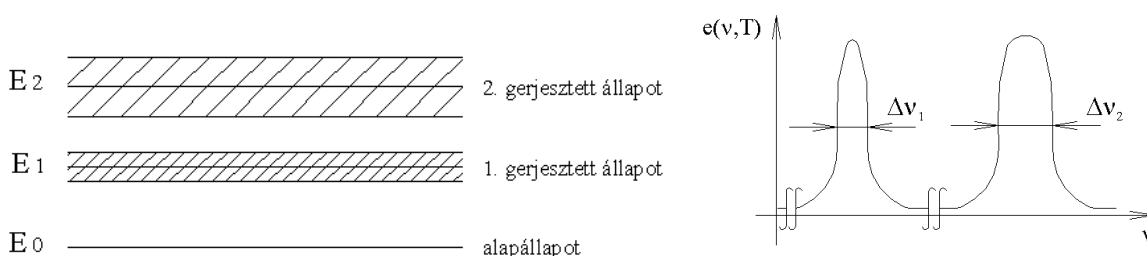 E2
2. gerjesztett állapot
E1
1. gerjesztett állapot
E0
alapállapot
e(ν,T)
Δν1
Δν2
ν